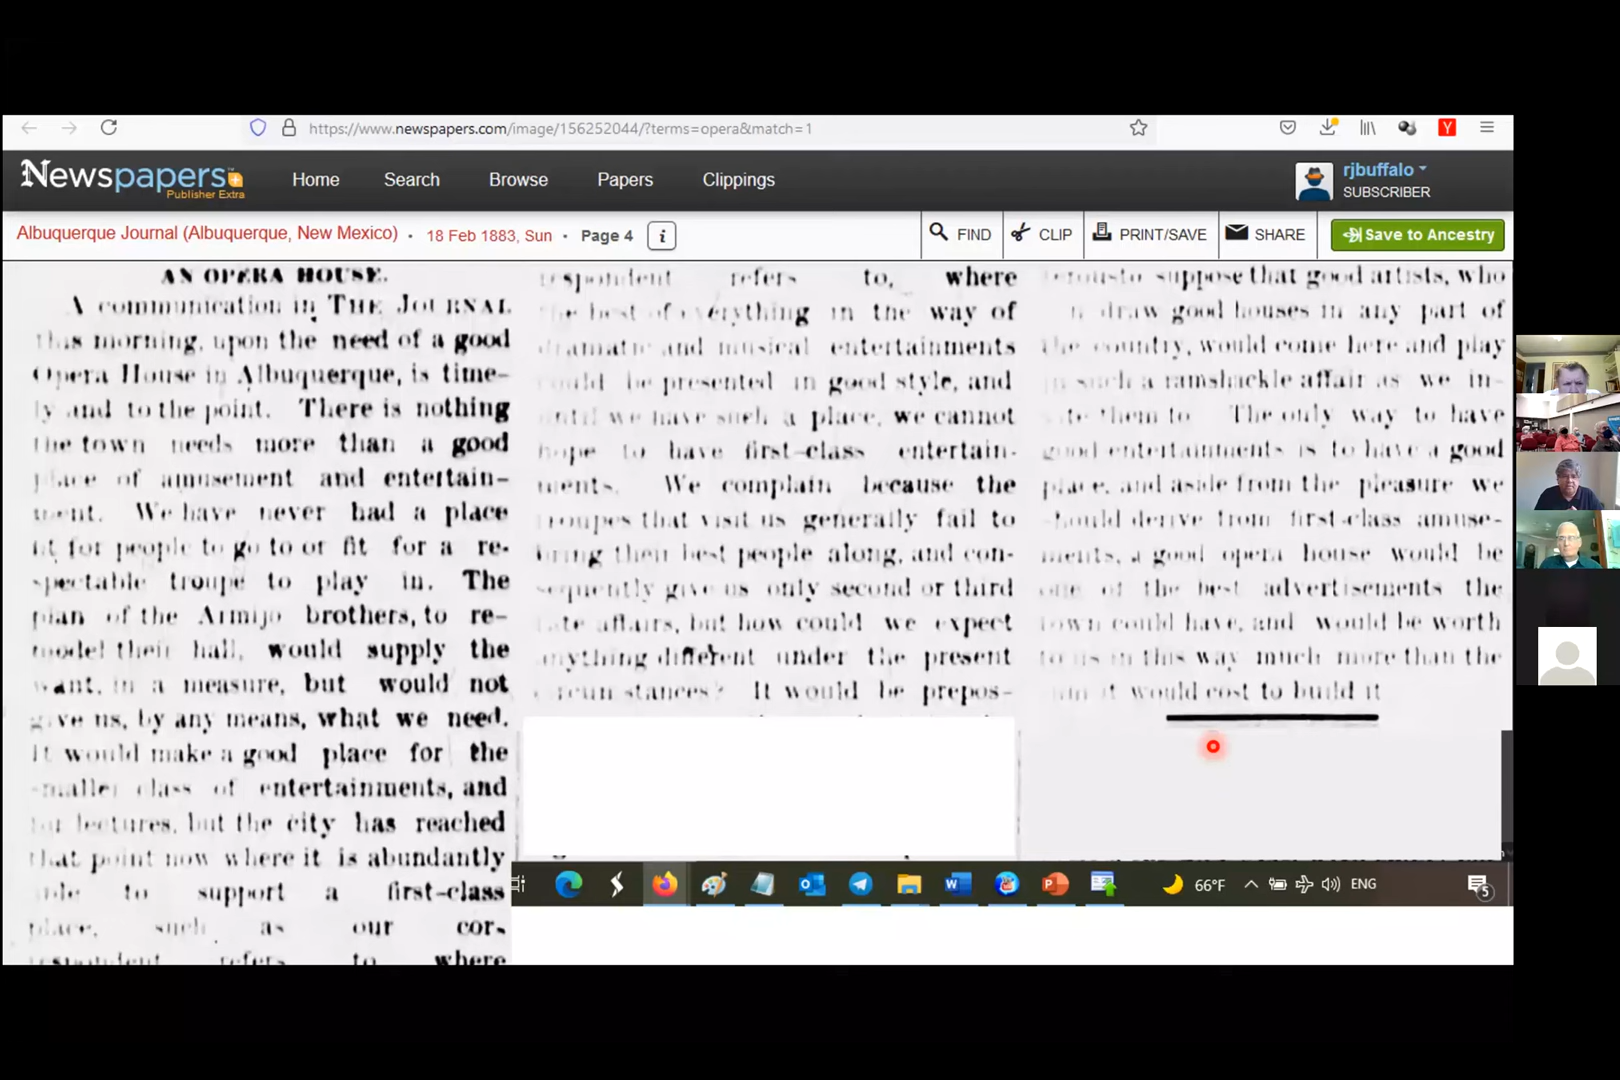 https://www.newspapers.com/image/156252044/?terms=opera&match=1
Newspapers
Publisher Extra
Home
Search
Browse
Papers
Clippings
rjbuffalo
SUBSCRIBER
Albuquerque Journal (Albuquerque, New Mexico) · 18 Feb 1883, Sun · Page 4
FIND
CLIP
PRINT/SAVE
SHARE
Save to Ancestry
AN OPERA HOUSE.
A communication in THE JOURNAL
this morning, upon the need of a good
Opera House in Albuquerque, is time-
ly and to the point. There is nothing
the town needs more than a good
place of amusement and entertain-
ment. We have never had a place
fit for people to go to or fit for a re-
spectable troupe to play in. The
plan of the Armijo brothers, to re-
model their hall, would supply the
want, in a measure, but would not
give us, by any means, what we need.
It would make a good place for the
smaller class of entertainments, and
for lectures, but the city has reached
that point now where it is abundantly
able to support a first-class
place, such as our cor-
respondent refers to where
respondent refers to, where
the best of everything in the way of
dramatic and musical entertainments
could be presented in good style, and
until we have such a place, we cannot
hope to have first-class entertain-
ments. We complain because the
troupes that visit us generally fail to
bring their best people along, and con-
sequently give us only second or third
rate affairs, but how could we expect
anything different under the present
circumstances? It would be prepos-
terous to suppose that good artists, who
draw good houses in any part of
the country, would come here and play
in such a ramshackle affair as we in-
vite them to The only way to have
good entertainments is to have a good
place, and aside from the pleasure we
should derive from first-class amuse-
ments, a good opera house would be
one of the best advertisements the
town could have, and would be worth
to us in this way much more than the
sum it would cost to build it
66°F
ENG
5